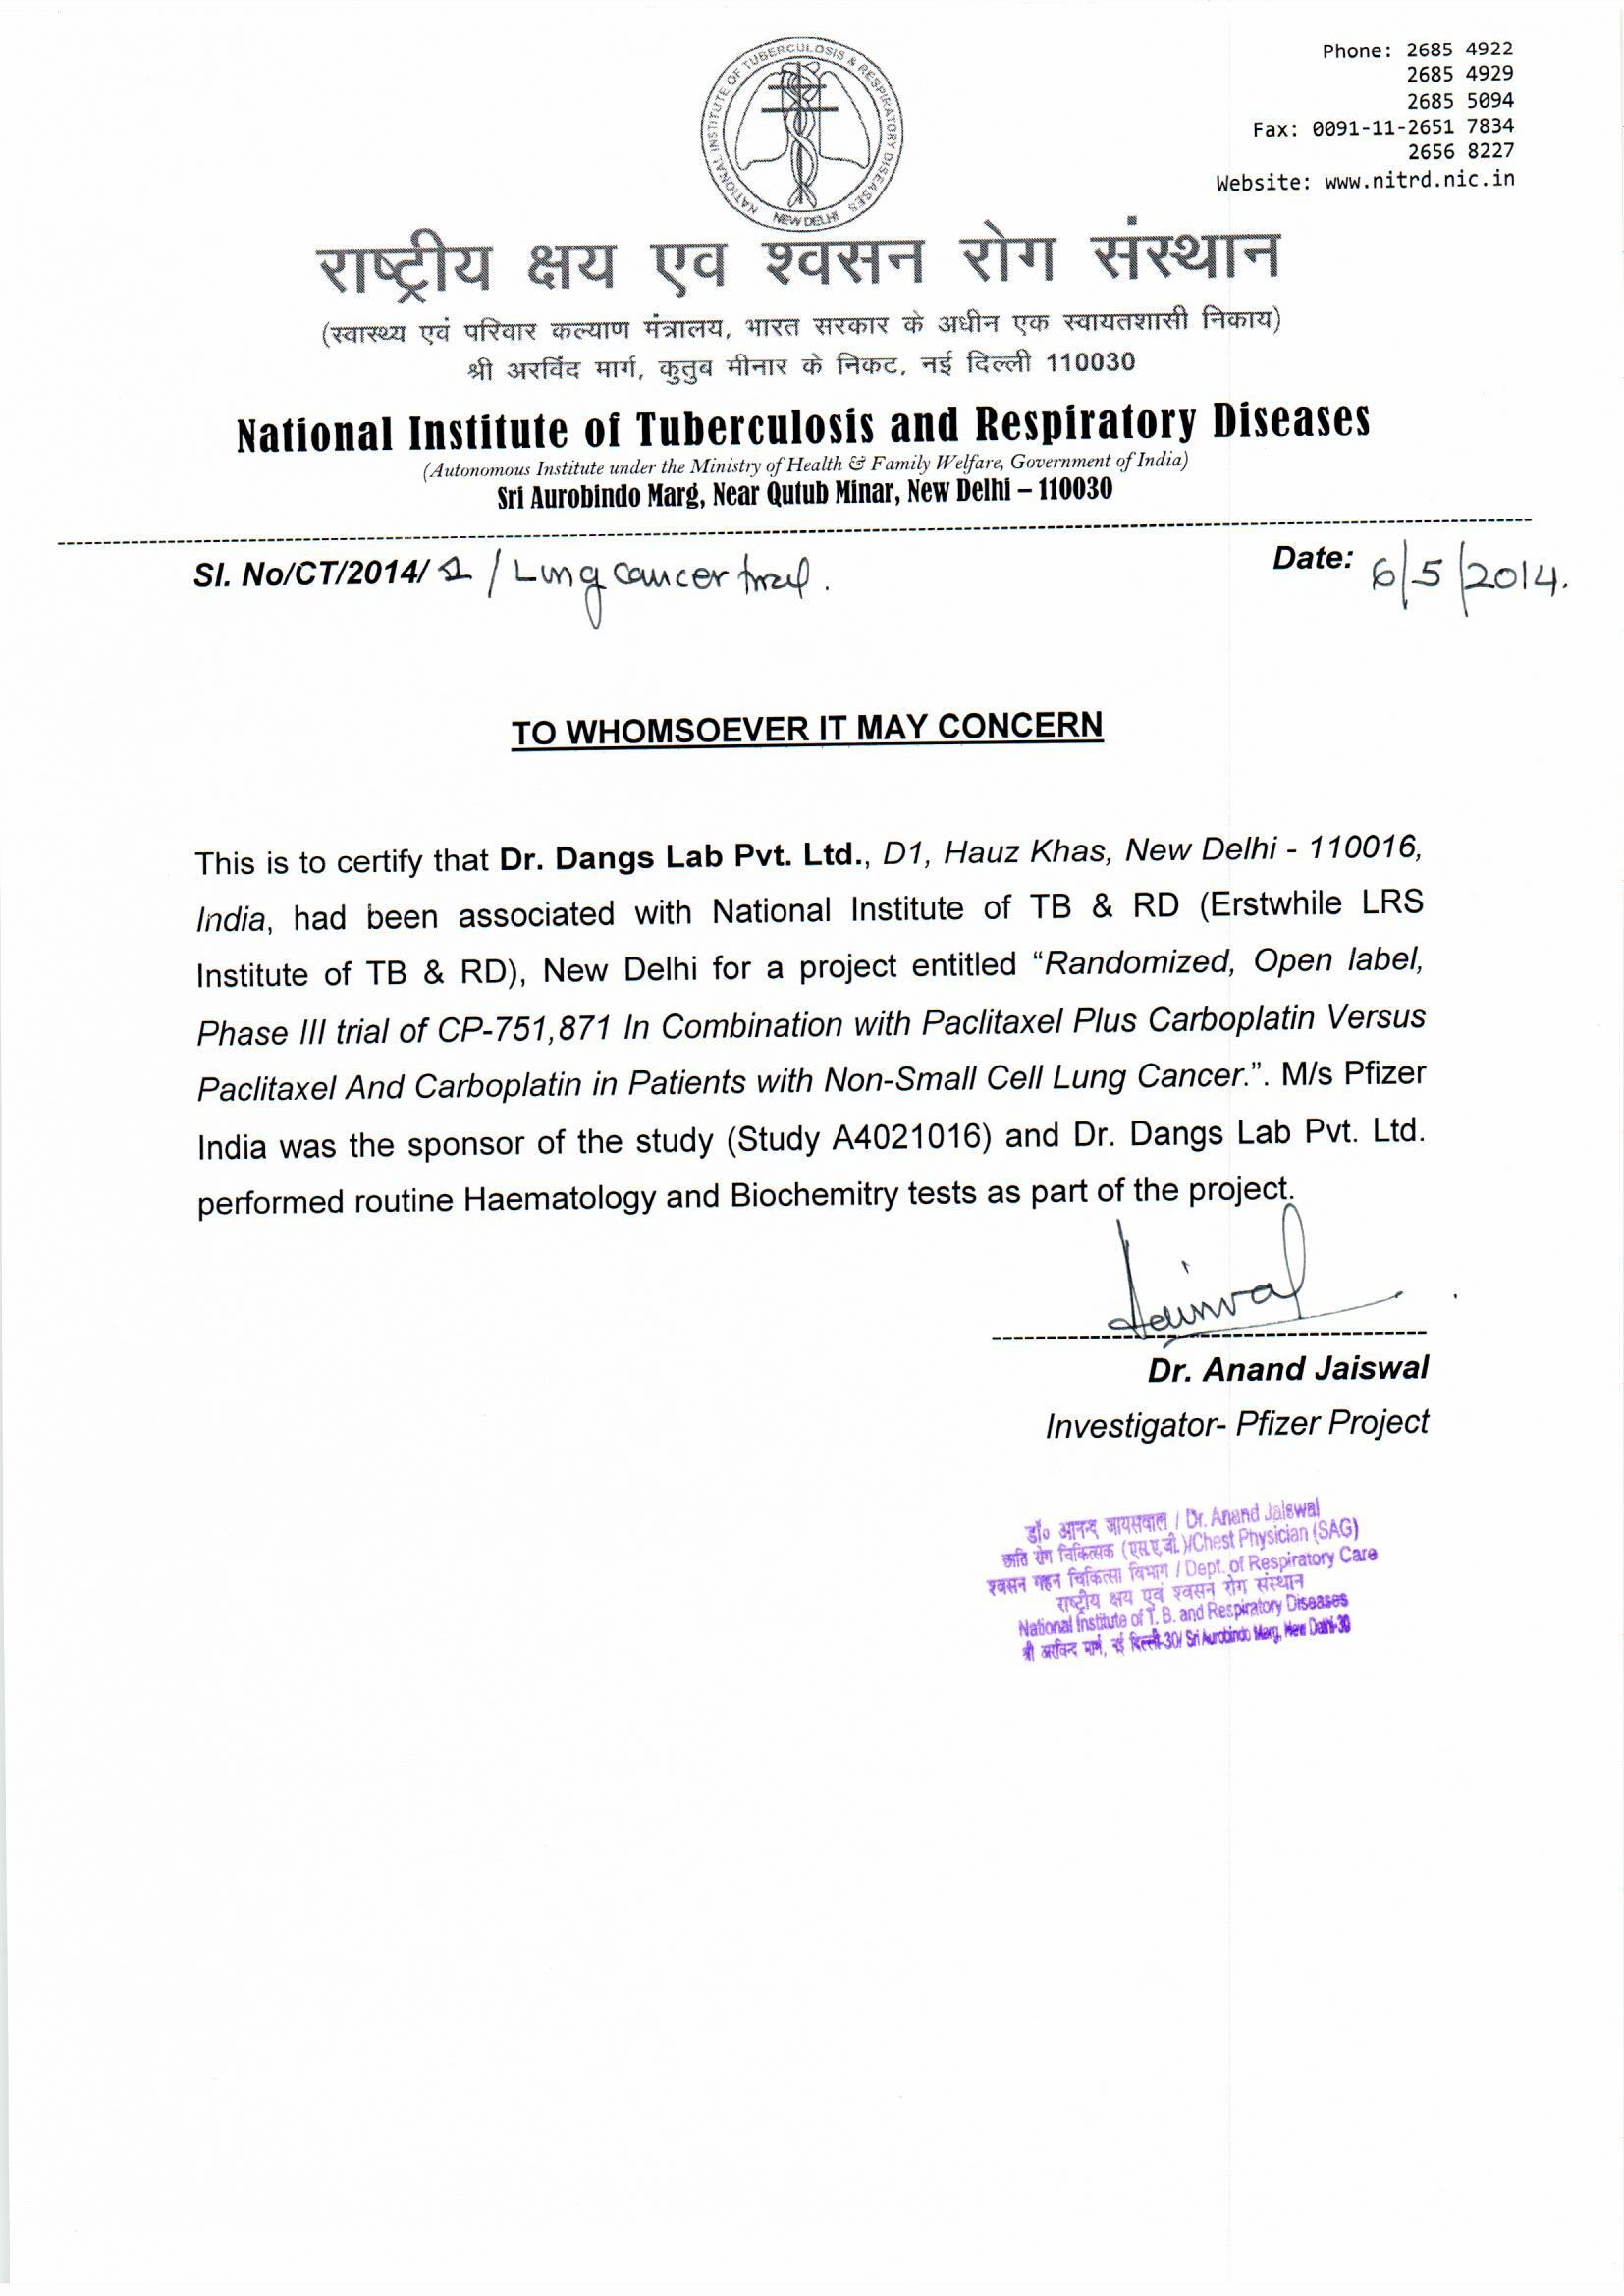 NATIONAL INSTITUTE OF TUBERCULOSIS & RESPIRATORY DISEASES
NEW DELHI
Phone: 2685 4922
2685 4929
2685 5094
Fax: 0091-11-2651 7834
2656 8227
Website: www.nitrd.nic.in
राष्ट्रीय क्षय एव श्वसन रोग संस्थान
(स्वास्थ्य एवं परिवार कल्याण मंत्रालय, भारत सरकार के अधीन एक स्वायतशासी निकाय)
श्री अरविंद मार्ग, कुतुब मीनार के निकट, नई दिल्ली 110030
National Institute of Tuberculosis and Respiratory Diseases
(Autonomous Institute under the Ministry of Health & Family Welfare, Government of India)
Sri Aurobindo Marg, Near Qutub Minar, New Delhi – 110030
Sl. No/CT/2014/ 1 / Lung cancer trial.
Date: 6/5/2014.
TO WHOMSOEVER IT MAY CONCERN
This is to certify that Dr. Dangs Lab Pvt. Ltd., D1, Hauz Khas, New Delhi - 110016,
India, had been associated with National Institute of TB & RD (Erstwhile LRS
Institute of TB & RD), New Delhi for a project entitled “Randomized, Open label,
Phase III trial of CP-751,871 In Combination with Paclitaxel Plus Carboplatin Versus
Paclitaxel And Carboplatin in Patients with Non-Small Cell Lung Cancer.”. M/s Pfizer
India was the sponsor of the study (Study A4021016) and Dr. Dangs Lab Pvt. Ltd.
performed routine Haematology and Biochemitry tests as part of the project.
Jaiswal
Dr. Anand Jaiswal
Investigator- Pfizer Project
डॉ० आनन्द जायसवाल / Dr. Anand Jaiswal
छाति रोग चिकित्सक (एस.ए.जी.)/Chest Physician (SAG)
श्वसन गहन चिकित्सा विभाग / Dept. of Respiratory Care
राष्ट्रीय क्षय एवं श्वसन रोग संस्थान
National Institute of T. B. and Respiratory Diseases
श्री अरविन्द मार्ग, नई दिल्ली-30/ Sri Aurobindo Marg, New Delhi-30